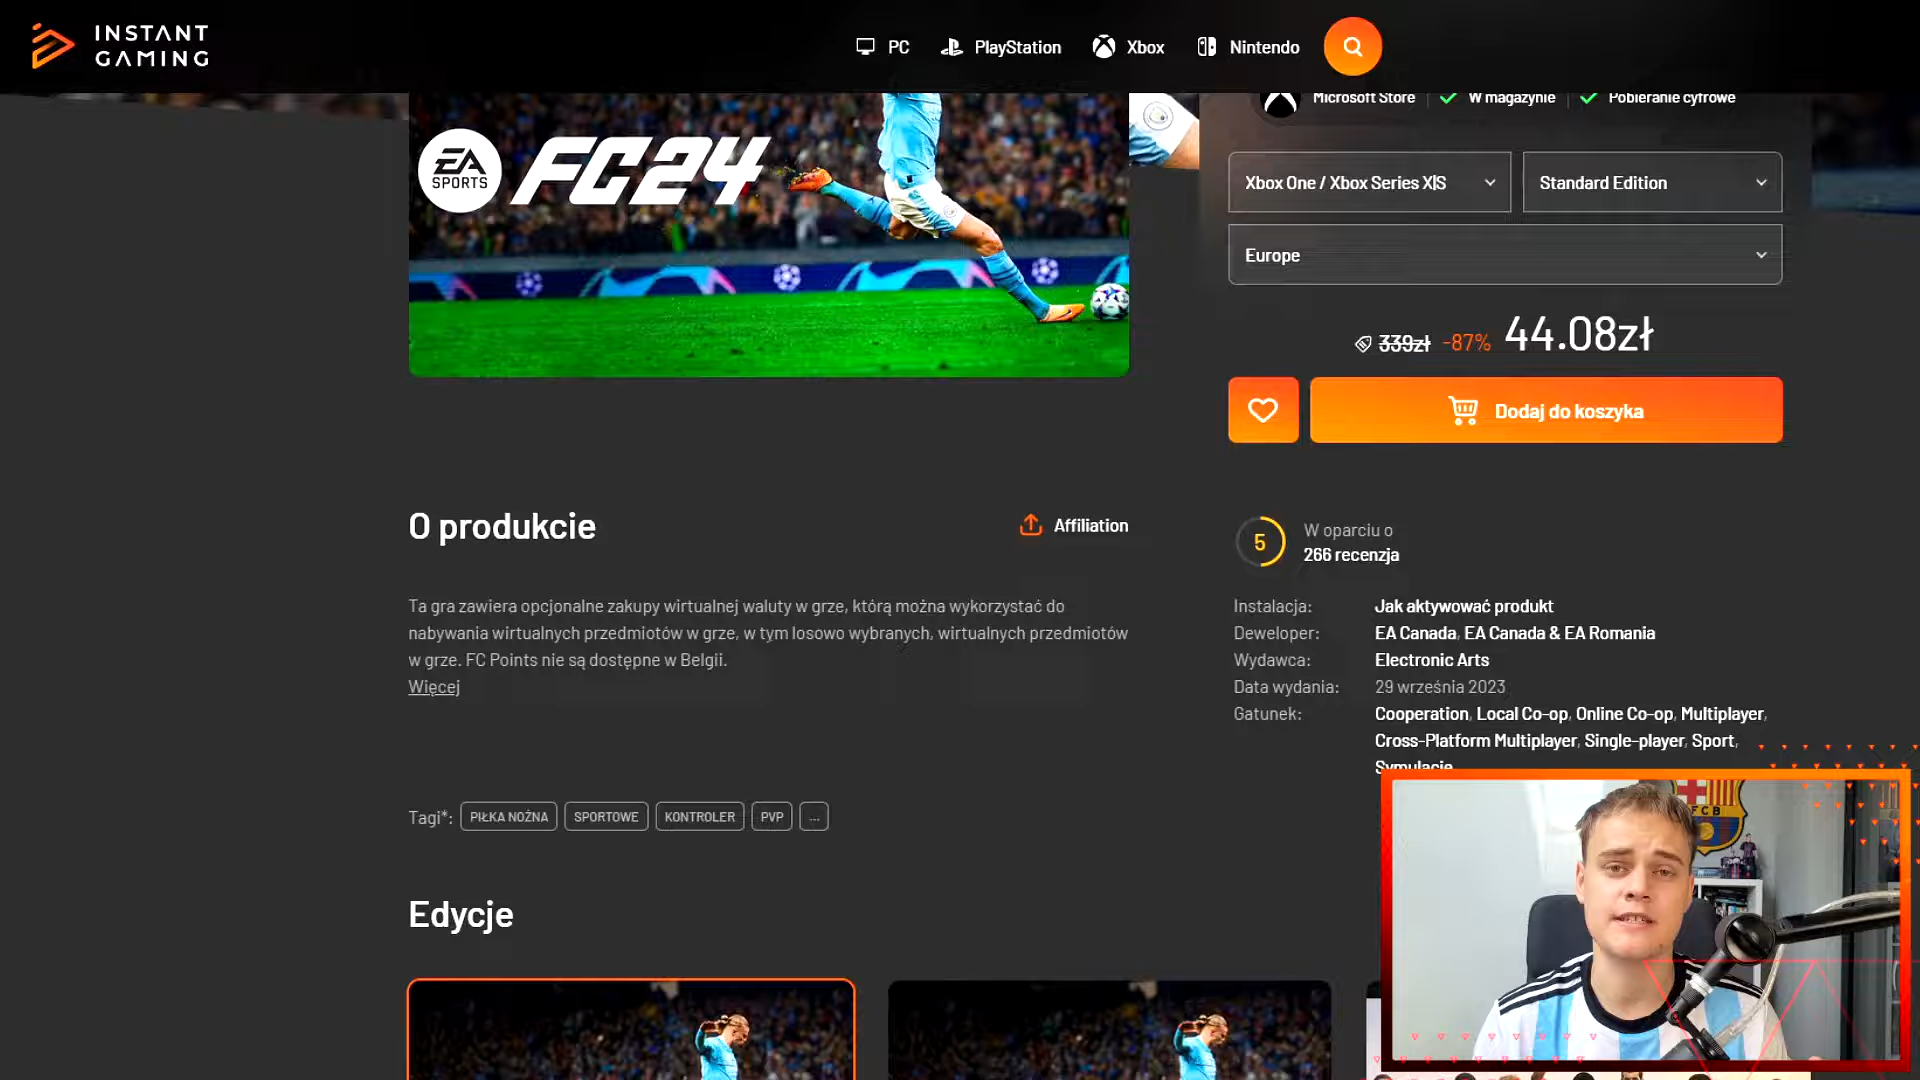 INSTANT
GAMING
PC
PlayStation
Xbox
Nintendo
Microsoft Store
W magazynie
Pobieranie cyfrowe
EA
SPORTS
FC24
Xbox One / Xbox Series X|S
Standard Edition
Europe
339zł -87% 44.08zł
Dodaj do koszyka
O produkcie
Affiliation
5
W oparciu o
266 recenzja
Ta gra zawiera opcjonalne zakupy wirtualnej waluty w grze, którą można wykorzystać do
nabywania wirtualnych przedmiotów w grze, w tym losowo wybranych, wirtualnych przedmiotów
w grze. FC Points nie są dostępne w Belgii.
Więcej
Instalacja: Jak aktywować produkt
Deweloper: EA Canada, EA Canada & EA Romania
Wydawca: Electronic Arts
Data wydania: 29 września 2023
Gatunek: Cooperation, Local Co-op, Online Co-op, Multiplayer,
Cross-Platform Multiplayer, Single-player, Sport,
Symulacje
Tagi*: PIŁKA NOŻNA SPORTOWE KONTROLER PVP ...
Edycje
FCB